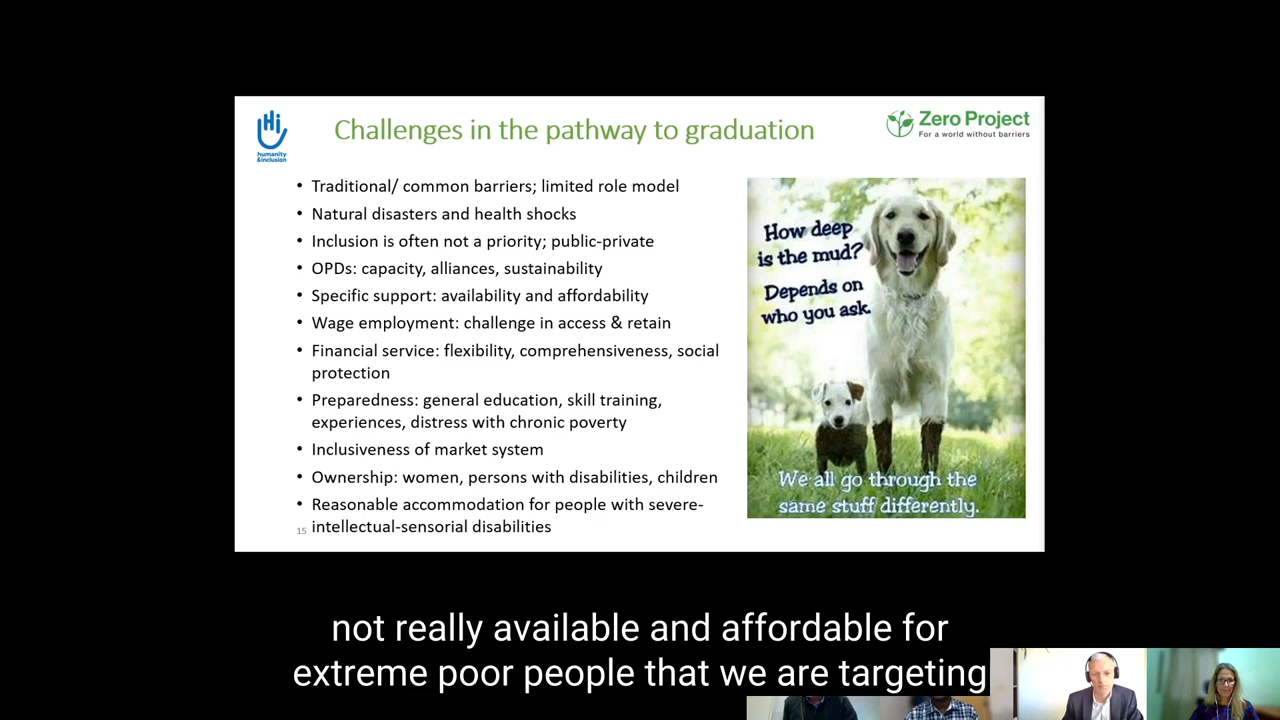 Hi
humanity
&inclusion
Challenges in the pathway to graduation
Zero Project
For a world without barriers
• Traditional/ common barriers; limited role model
• Natural disasters and health shocks
• Inclusion is often not a priority; public-private
• OPDs: capacity, alliances, sustainability
• Specific support: availability and affordability
• Wage employment: challenge in access & retain
• Financial service: flexibility, comprehensiveness, social
protection
• Preparedness: general education, skill training,
experiences, distress with chronic poverty
• Inclusiveness of market system
• Ownership: women, persons with disabilities, children
• Reasonable accommodation for people with severe-
intellectual-sensorial disabilities
15
How deep
is the mud?
Depends on
who you ask.
We all go through the
same stuff differently.
not really available and affordable for
extreme poor people that we are targeting